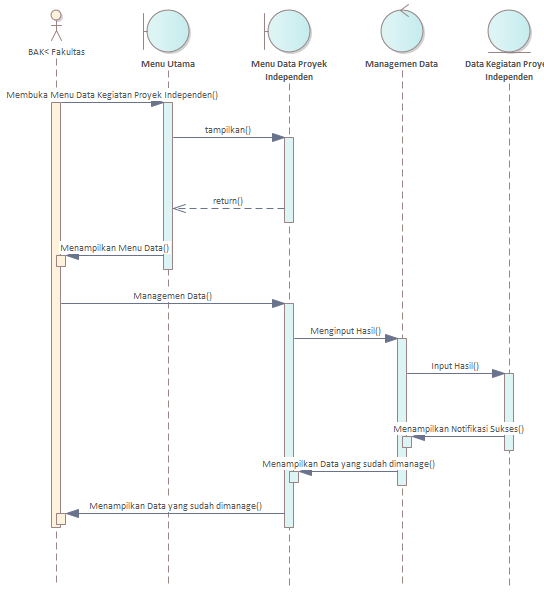 BAK< Fakultas
Menu Utama
Menu Data Proyek
Independen
Managemen Data
Data Kegiatan Proye
Independen
Membuka Menu Data Kegiatan Proyek Independen()
tampilkan()
return()
Menampilkan Menu Data()
Managemen Data()
Menginput Hasil()
Input Hasil()
Menampilkan Notifikasi Sukses()
Menampilkan Data yang sudah dimanage()
Menampilkan Data yang sudah dimanage()